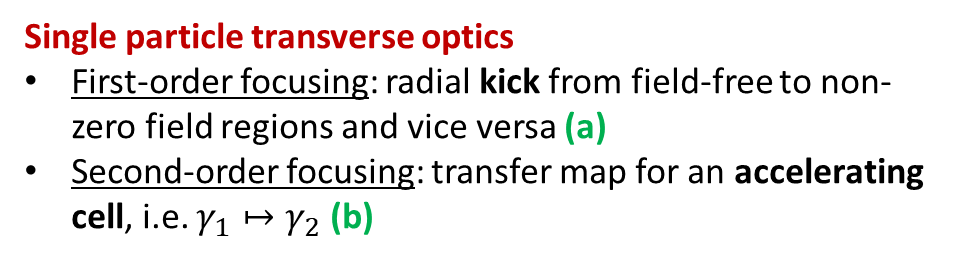 Single particle transverse optics
• First-order focusing: radial kick from field-free to non-
zero field regions and vice versa (a)
• Second-order focusing: transfer map for an accelerating
cell, i.e. γ₁ ↦ γ₂ (b)